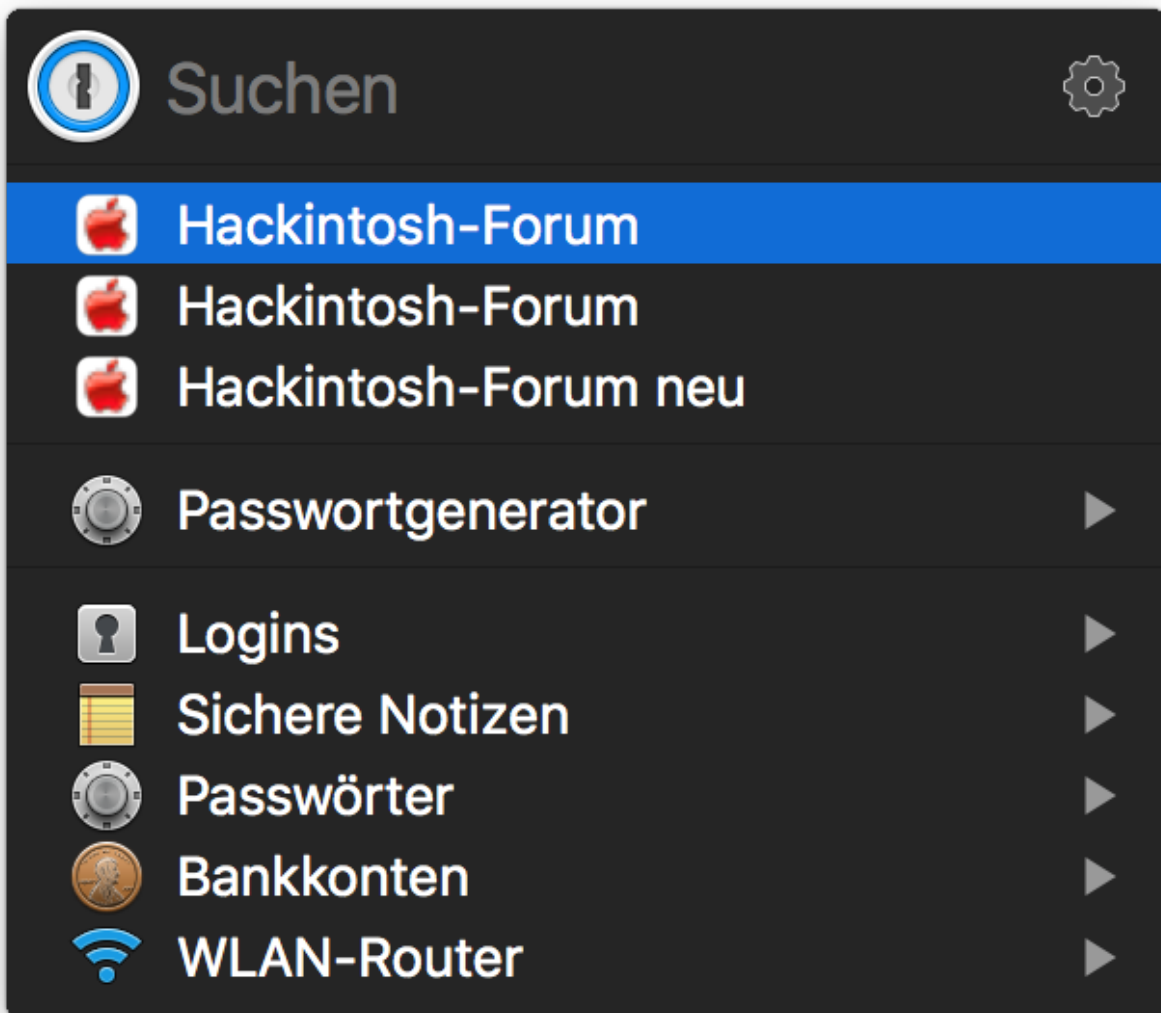 Suchen
Hackintosh-Forum
Hackintosh-Forum
Hackintosh-Forum neu
Passwortgenerator
Logins
Sichere Notizen
Passwörter
Bankkonten
WLAN-Router